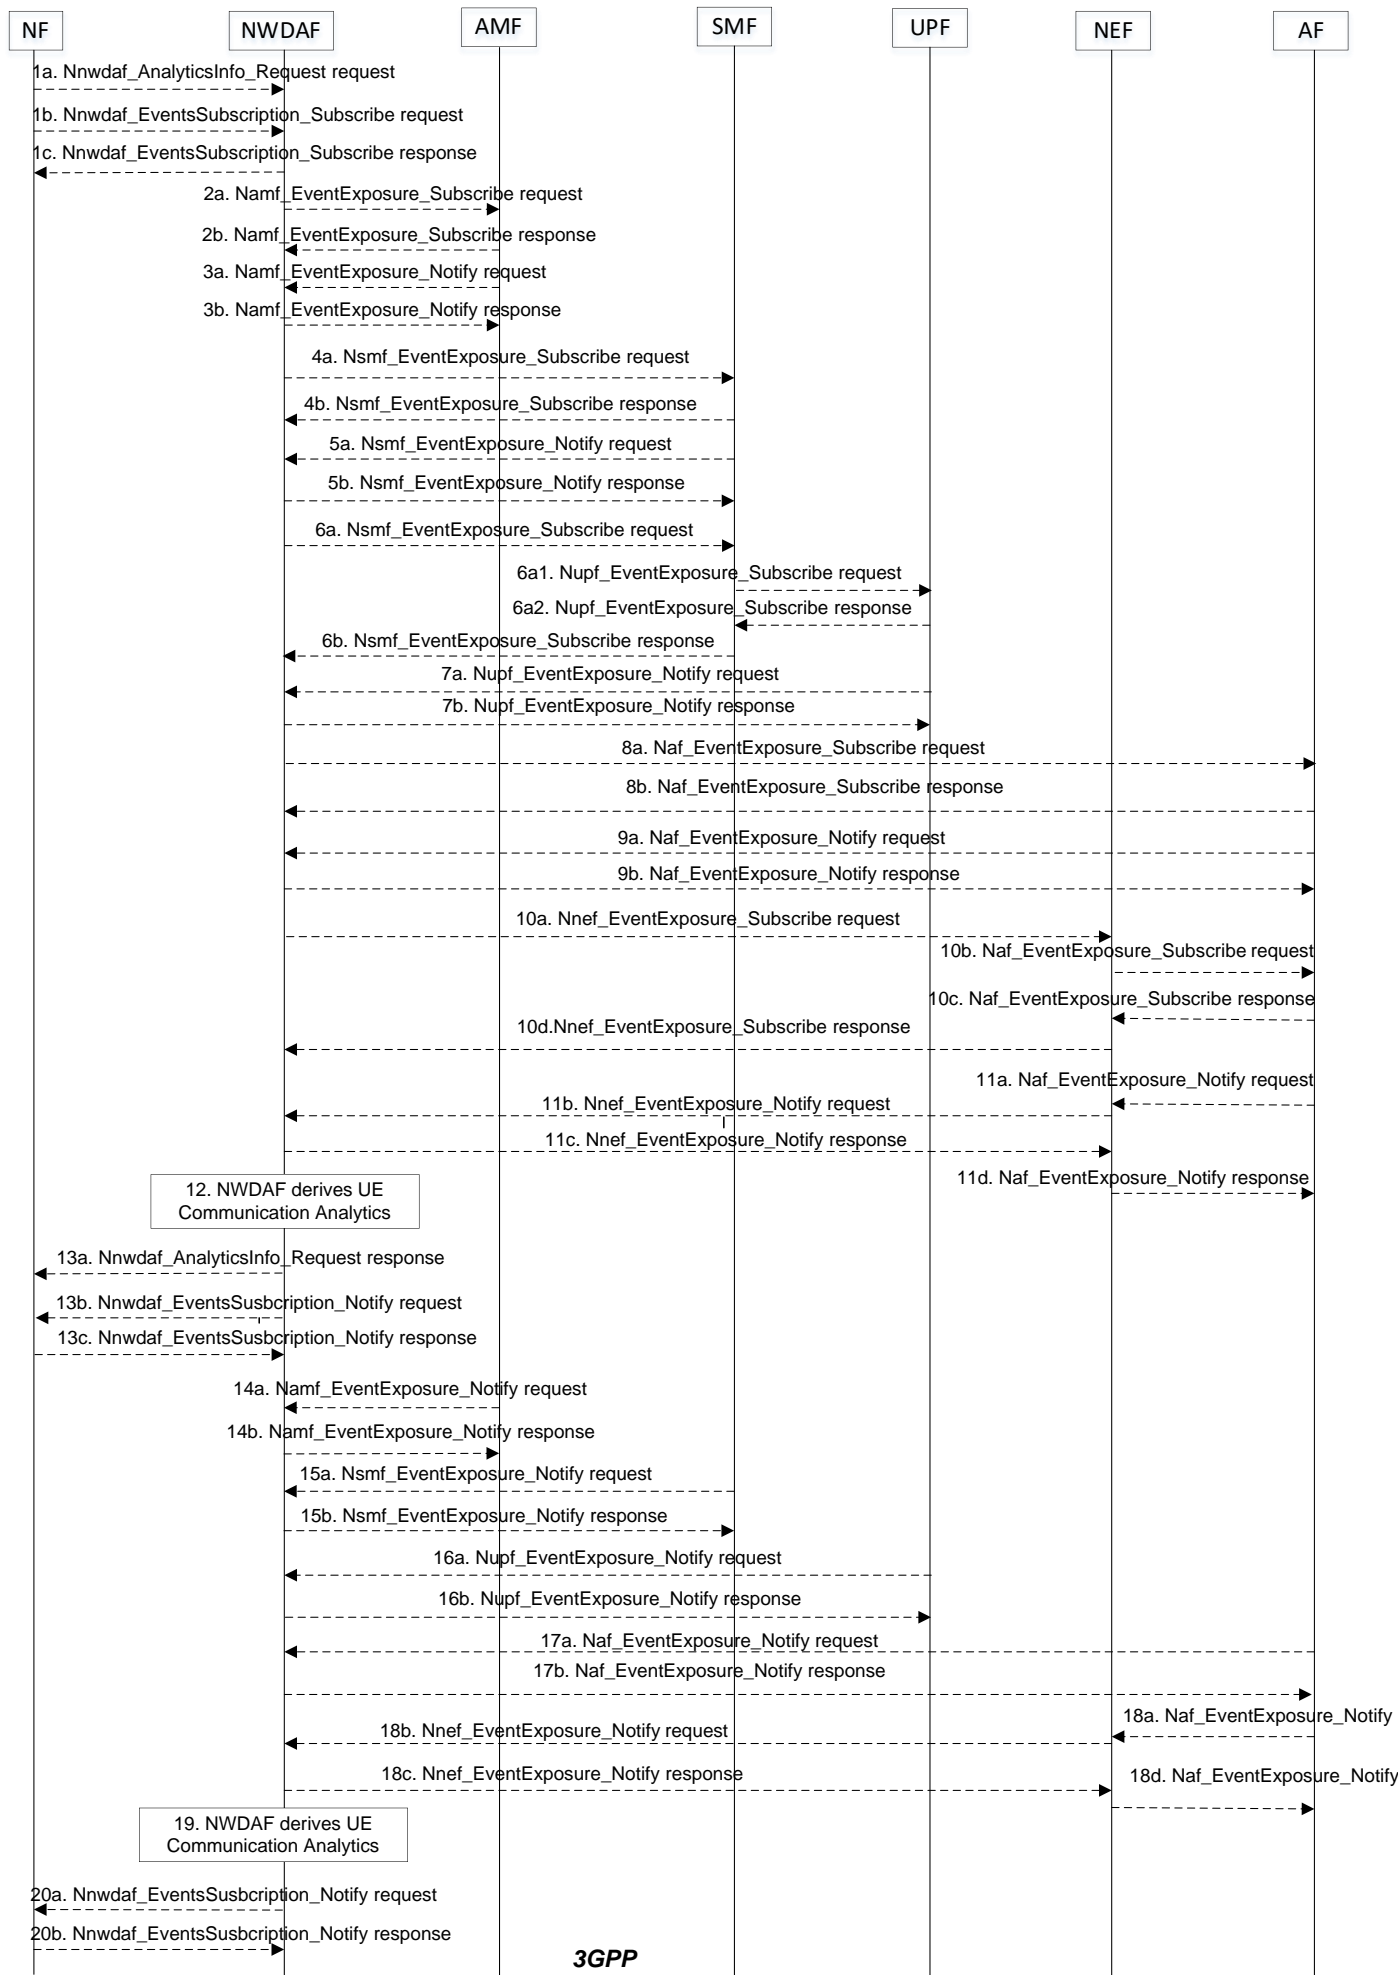 NF
NWDAF
AMF
SMF
UPF
NEF
AF
1a. Nnwdaf_AnalyticsInfo_Request request
1b. Nnwdaf_EventsSubscription_Subscribe request
1c. Nnwdaf_EventsSubscription_Subscribe response
2a. Namf_EventExposure_Subscribe request
2b. Namf_EventExposure_Subscribe response
3a. Namf_EventExposure_Notify request
3b. Namf_EventExposure_Notify response
4a. Nsmf_EventExposure_Subscribe request
4b. Nsmf_EventExposure_Subscribe response
5a. Nsmf_EventExposure_Notify request
5b. Nsmf_EventExposure_Notify response
6a. Nsmf_EventExposure_Subscribe request
6a1. Nupf_EventExposure_Subscribe request
6a2. Nupf_EventExposure_Subscribe response
6b. Nsmf_EventExposure_Subscribe response
7a. Nupf_EventExposure_Notify request
7b. Nupf_EventExposure_Notify response
8a. Naf_EventExposure_Subscribe request
8b. Naf_EventExposure_Subscribe response
9a. Naf_EventExposure_Notify request
9b. Naf_EventExposure_Notify response
10a. Nnef_EventExposure_Subscribe request
10b. Naf_EventExposure_Subscribe request
10c. Naf_EventExposure_Subscribe response
10d.Nnef_EventExposure_Subscribe response
11a. Naf_EventExposure_Notify request
11b. Nnef_EventExposure_Notify request
11c. Nnef_EventExposure_Notify response
11d. Naf_EventExposure_Notify response
12. NWDAF derives UE
Communication Analytics
13a. Nnwdaf_AnalyticsInfo_Request response
13b. Nnwdaf_EventsSusbcription_Notify request
13c. Nnwdaf_EventsSusbcription_Notify response
14a. Namf_EventExposure_Notify request
14b. Namf_EventExposure_Notify response
15a. Nsmf_EventExposure_Notify request
15b. Nsmf_EventExposure_Notify response
16a. Nupf_EventExposure_Notify request
16b. Nupf_EventExposure_Notify response
17a. Naf_EventExposure_Notify request
17b. Naf_EventExposure_Notify response
18a. Naf_EventExposure_Notify
18b. Nnef_EventExposure_Notify request
18c. Nnef_EventExposure_Notify response
18d. Naf_EventExposure_Notify
19. NWDAF derives UE
Communication Analytics
20a. Nnwdaf_EventsSusbcription_Notify request
20b. Nnwdaf_EventsSusbcription_Notify response
3GPP